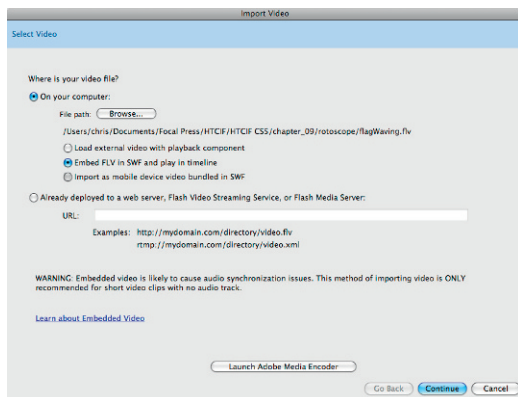 Import Video
Select Video
Where is your video file?
On your computer:
File path: Browse...
/Users/chris/Documents/Focal Press/HTCIF/HTCIF CS5/chapter_09/rotoscope/flagWaving.flv
Load external video with playback component
Embed FLV in SWF and play in timeline
Import as mobile device video bundled in SWF
Already deployed to a web server, Flash Video Streaming Service, or Flash Media Server:
URL:
Examples: http://mydomain.com/directory/video.flv
rtmp://mydomain.com/directory/video.xml
WARNING: Embedded video is likely to cause audio synchronization issues. This method of importing video is ONLY
recommended for short video clips with no audio track.
Learn about Embedded Video
Launch Adobe Media Encoder
Go Back Continue Cancel